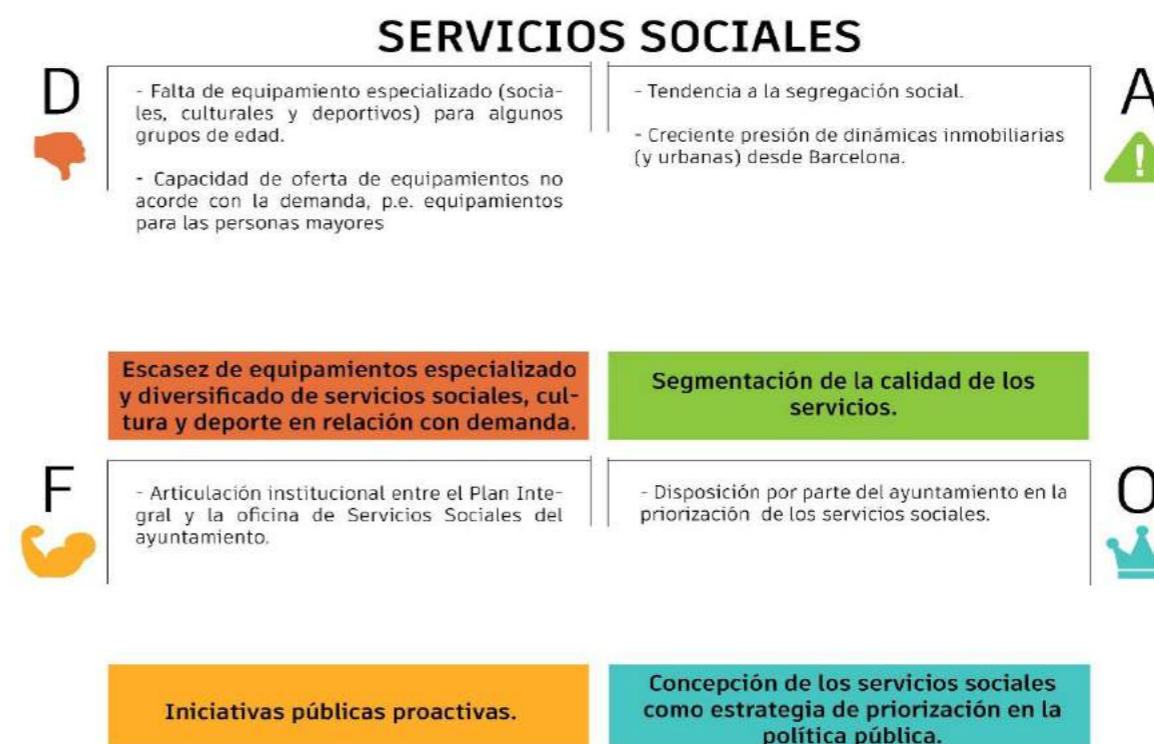 SERVICIOS SOCIALES
D
- Falta de equipamiento especializado (socia-
les, culturales y deportivos) para algunos
grupos de edad.
- Capacidad de oferta de equipamientos no
acorde con la demanda, p.e. equipamientos
para las personas mayores
A
- Tendencia a la segregación social.
- Creciente presión de dinámicas inmobiliarias
(y urbanas) desde Barcelona.
!
Escasez de equipamientos especializado
y diversificado de servicios sociales, cul-
tura y deporte en relación con demanda.
Segmentación de la calidad de los
servicios.
F
- Articulación institucional entre el Plan Inte-
gral y la oficina de Servicios Sociales del
ayuntamiento.
O
- Disposición por parte del ayuntamiento en la
priorización de los servicios sociales.
Iniciativas públicas proactivas.
Concepción de los servicios sociales
como estrategia de priorización en la
política pública.